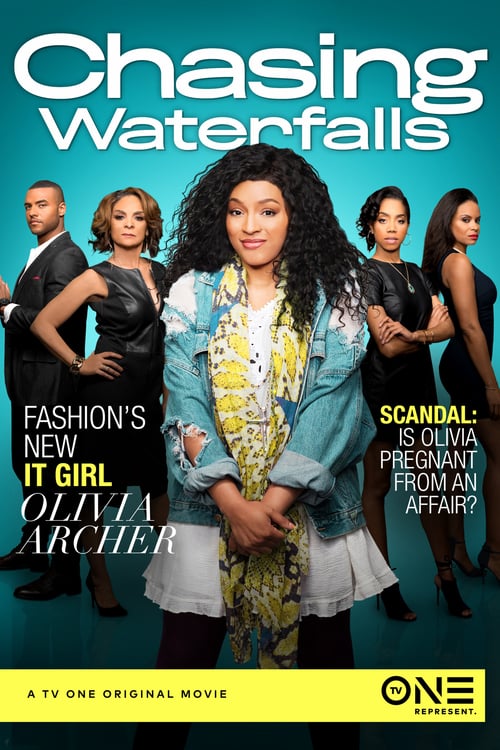 Chasing
Waterfalls
FASHION'S
NEW
IT GIRL
OLIVIA
ARCHER
SCANDAL:
IS OLIVIA
PREGNANT
FROM AN
AFFAIR?
A TV ONE ORIGINAL MOVIE
TV ONE
REPRESENT.